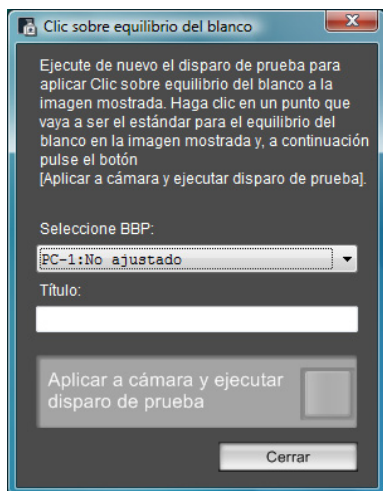 Clic sobre equilibrio del blanco
Ejecute de nuevo el disparo de prueba para
aplicar Clic sobre equilibrio del blanco a la
imagen mostrada. Haga clic en un punto que
vaya a ser el estándar para el equilibrio del
blanco en la imagen mostrada y, a continuación
pulse el botón
[Aplicar a cámara y ejecutar disparo de prueba].
Seleccione BBP:
PC-1:No ajustado
Título:
Aplicar a cámara y ejecutar
disparo de prueba
Cerrar